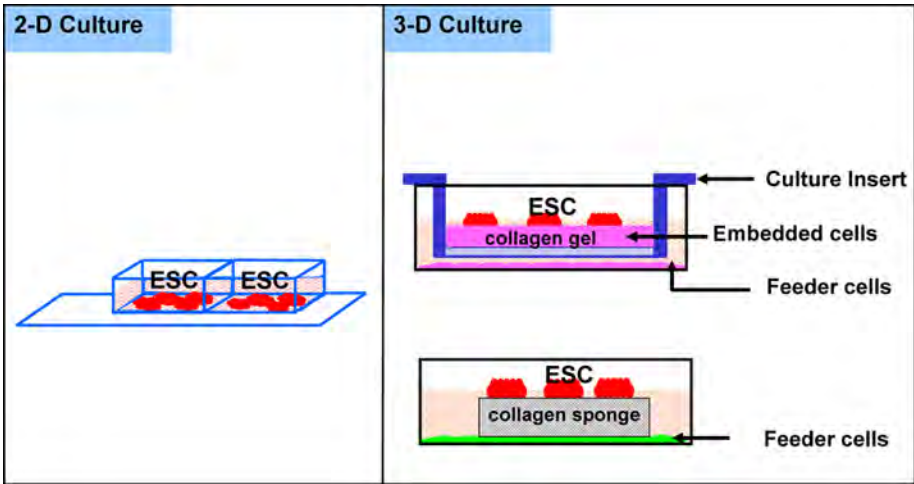 2-D Culture
ESC ESC
3-D Culture
ESC
collagen gel
Culture Insert
Embedded cells
Feeder cells
ESC
collagen sponge
Feeder cells